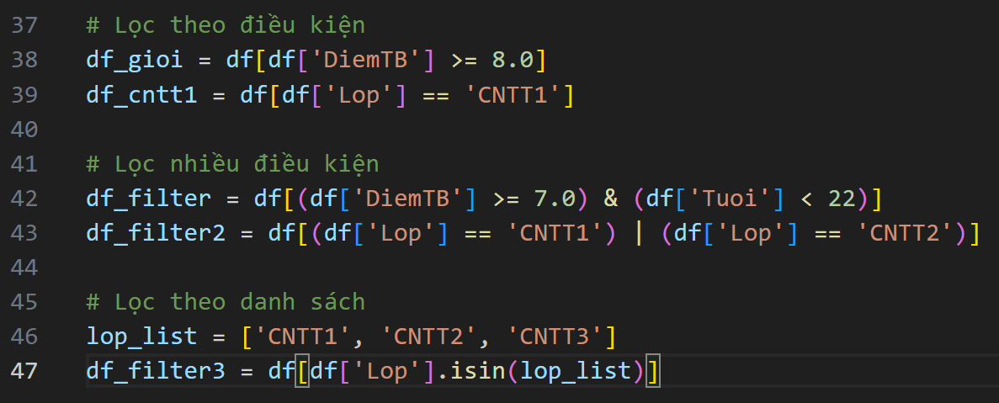 37 # Lọc theo điều kiện
38 df_gioi = df[df['DiemTB'] >= 8.0]
39 df_cntt1 = df[df['Lop'] == 'CNTT1']
40
41 # Lọc nhiều điều kiện
42 df_filter = df[(df['DiemTB'] >= 7.0) & (df['Tuoi'] < 22)]
43 df_filter2 = df[(df['Lop'] == 'CNTT1') | (df['Lop'] == 'CNTT2')]
44
45 # Lọc theo danh sách
46 lop_list = ['CNTT1', 'CNTT2', 'CNTT3']
47 df_filter3 = df[df['Lop'].isin(lop_list)]